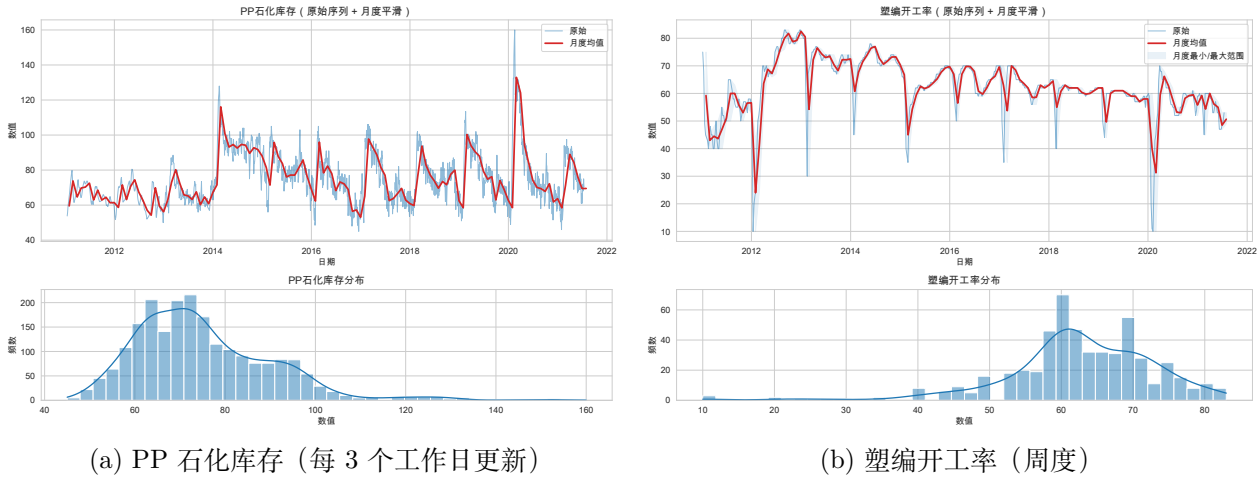 PP石化库存（原始序列 + 月度平滑）
原始
月度均值
数值
160
140
120
100
80
60
40
2012
2014
2016
2018
2020
2022
日期
PP石化库存分布
频数
200
150
100
50
0
40
60
80
100
120
140
160
数值
(a) PP 石化库存（每 3 个工作日更新）
塑编开工率（原始序列 + 月度平滑）
原始
月度均值
月度最小/最大范围
数值
80
70
60
50
40
30
20
10
2012
2014
2016
2018
2020
2022
日期
塑编开工率分布
频数
60
40
20
0
10
20
30
40
50
60
70
80
数值
(b) 塑编开工率（周度）